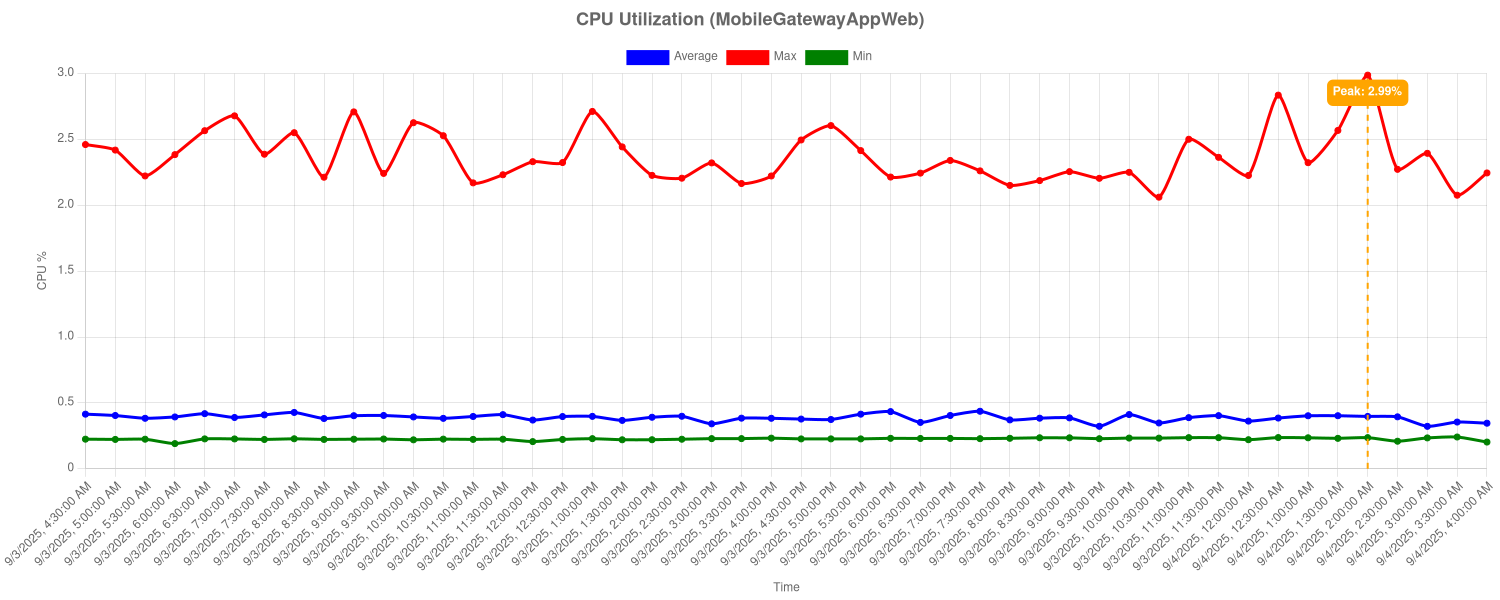 CPU Utilization (MobileGatewayAppWeb)
Average Max Min
3.0
2.5
2.0
1.5
1.0
0.5
0
CPU %
Peak: 2.99%
9/3/2025, 4:30:00 AM
9/3/2025, 5:00:00 AM
9/3/2025, 5:30:00 AM
9/3/2025, 6:00:00 AM
9/3/2025, 6:30:00 AM
9/3/2025, 7:00:00 AM
9/3/2025, 7:30:00 AM
9/3/2025, 8:00:00 AM
9/3/2025, 8:30:00 AM
9/3/2025, 9:00:00 AM
9/3/2025, 9:30:00 AM
9/3/2025, 10:00:00 AM
9/3/2025, 10:30:00 AM
9/3/2025, 11:00:00 AM
9/3/2025, 11:30:00 AM
9/3/2025, 12:00:00 PM
9/3/2025, 12:30:00 PM
9/3/2025, 1:00:00 PM
9/3/2025, 1:30:00 PM
9/3/2025, 2:00:00 PM
9/3/2025, 2:30:00 PM
9/3/2025, 3:00:00 PM
9/3/2025, 3:30:00 PM
9/3/2025, 4:00:00 PM
9/3/2025, 4:30:00 PM
9/3/2025, 5:00:00 PM
9/3/2025, 5:30:00 PM
9/3/2025, 6:00:00 PM
9/3/2025, 6:30:00 PM
9/3/2025, 7:00:00 PM
9/3/2025, 7:30:00 PM
9/3/2025, 8:00:00 PM
9/3/2025, 8:30:00 PM
9/3/2025, 9:00:00 PM
9/3/2025, 9:30:00 PM
9/3/2025, 10:00:00 PM
9/3/2025, 10:30:00 PM
9/3/2025, 11:00:00 PM
9/3/2025, 11:30:00 PM
9/4/2025, 12:00:00 AM
9/4/2025, 12:30:00 AM
9/4/2025, 1:00:00 AM
9/4/2025, 1:30:00 AM
9/4/2025, 2:00:00 AM
9/4/2025, 2:30:00 AM
9/4/2025, 3:00:00 AM
9/4/2025, 3:30:00 AM
9/4/2025, 4:00:00 AM
Time